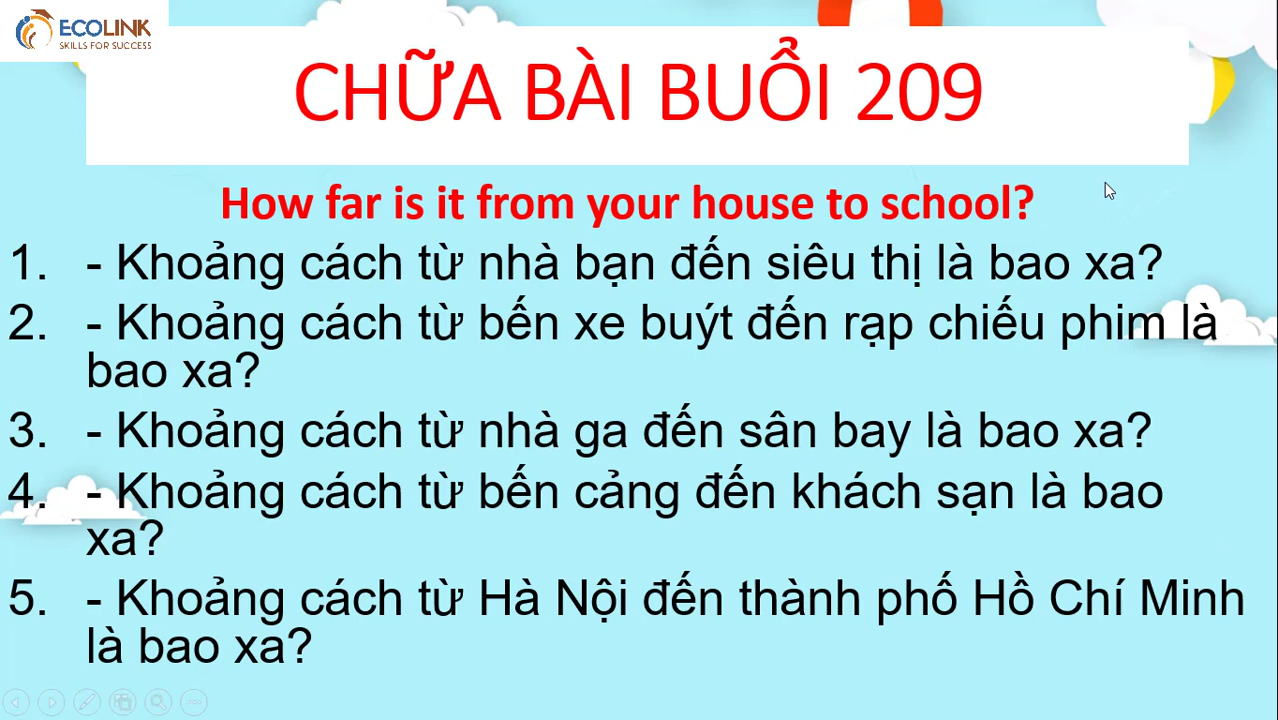 ECOLINK
SKILLS FOR SUCCESS
CHỮA BÀI BUỔI 209
How far is it from your house to school?
1. - Khoảng cách từ nhà bạn đến siêu thị là bao xa?
2. - Khoảng cách từ bến xe buýt đến rạp chiếu phim là
bao xa?
3. - Khoảng cách từ nhà ga đến sân bay là bao xa?
4. - Khoảng cách từ bến cảng đến khách sạn là bao
xa?
5. - Khoảng cách từ Hà Nội đến thành phố Hồ Chí Minh
là bao xa?